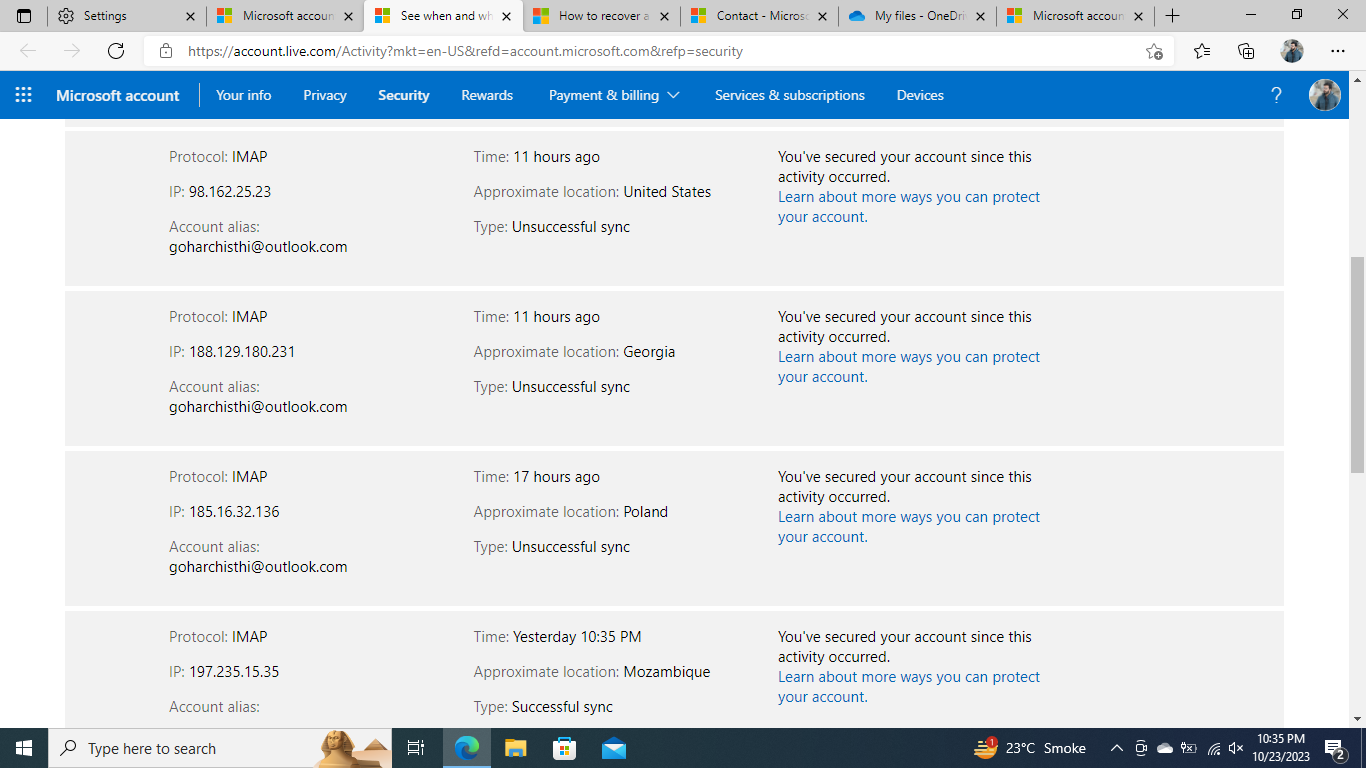 Settings
Microsoft accoun
See when and wh
How to recover a
Contact - Microso
My files - OneDri
Microsoft accoun
https://account.live.com/Activity?mkt=en-US&refd=account.microsoft.com&refp=security
Microsoft account
Your info
Privacy
Security
Rewards
Payment & billing
Services & subscriptions
Devices
?
Protocol: IMAP
IP: 98.162.25.23
Account alias:
goharchisthi@outlook.com
Time: 11 hours ago
Approximate location: United States
Type: Unsuccessful sync
You've secured your account since this
activity occurred.
Learn about more ways you can protect
your account.
Protocol: IMAP
IP: 188.129.180.231
Account alias:
goharchisthi@outlook.com
Time: 11 hours ago
Approximate location: Georgia
Type: Unsuccessful sync
You've secured your account since this
activity occurred.
Learn about more ways you can protect
your account.
Protocol: IMAP
IP: 185.16.32.136
Account alias:
goharchisthi@outlook.com
Time: 17 hours ago
Approximate location: Poland
Type: Unsuccessful sync
You've secured your account since this
activity occurred.
Learn about more ways you can protect
your account.
Protocol: IMAP
IP: 197.235.15.35
Account alias:
Time: Yesterday 10:35 PM
Approximate location: Mozambique
Type: Successful sync
You've secured your account since this
activity occurred.
Learn about more ways you can protect
your account.
Type here to search
1
23°C Smoke
10:35 PM
10/23/2023
2